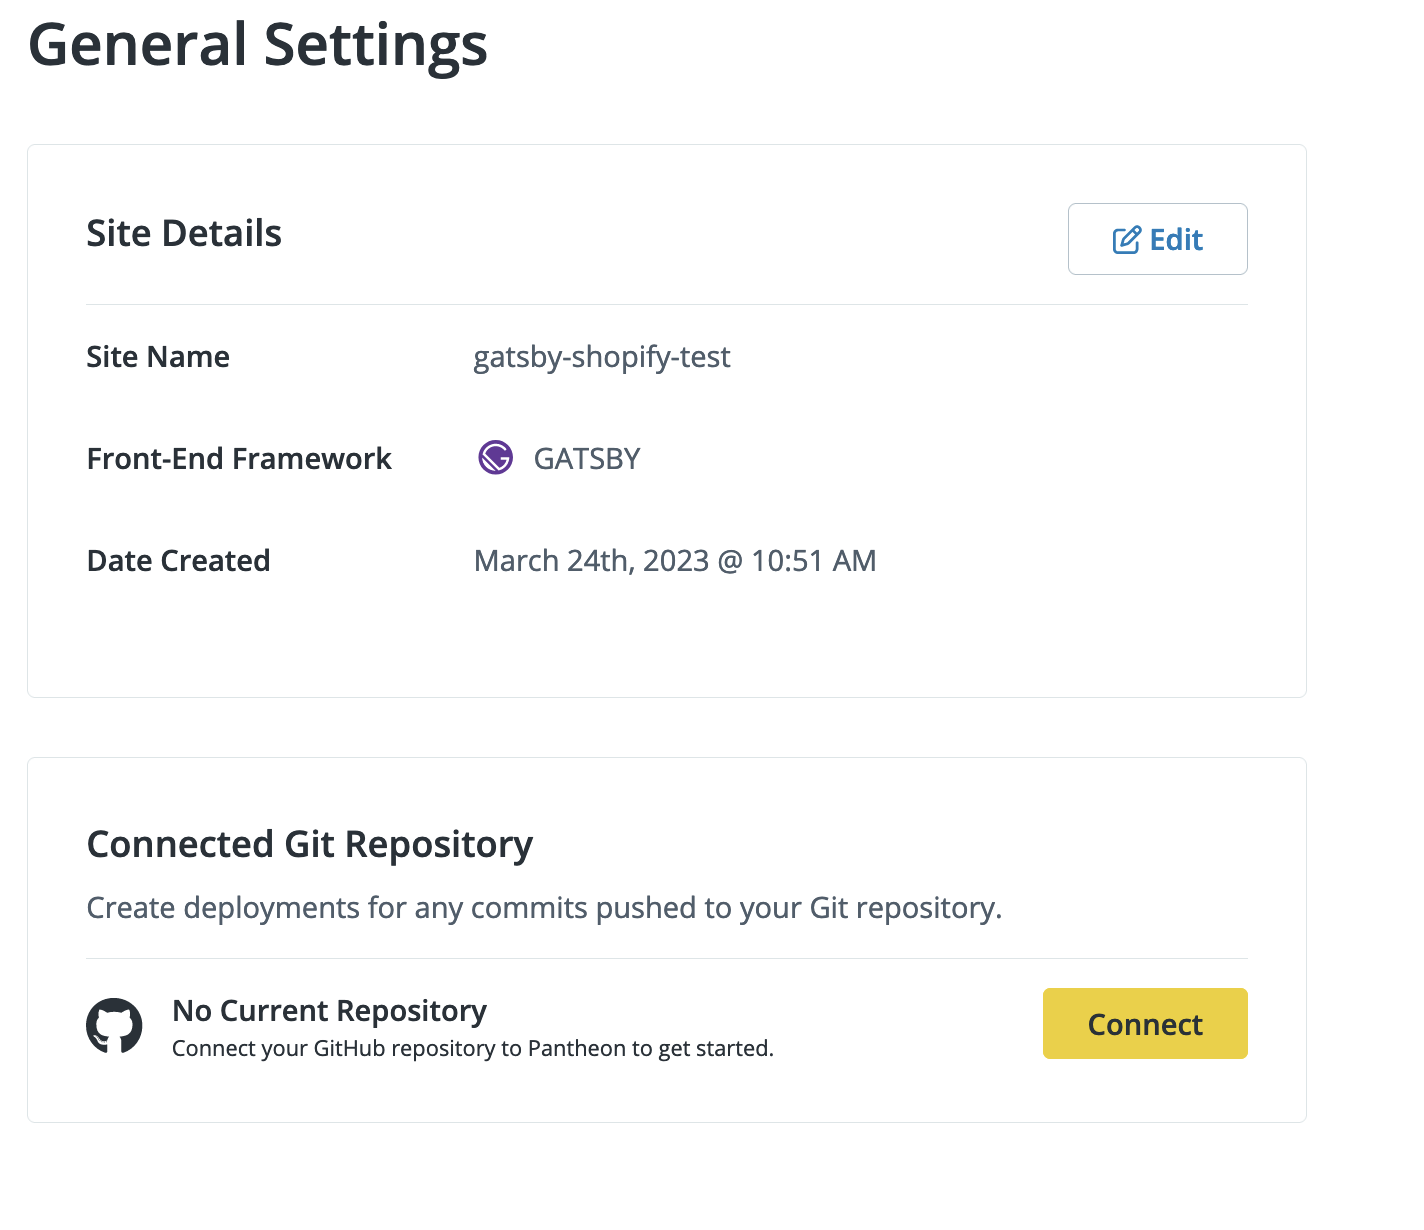 General Settings
Site Details
Edit
Site Name
gatsby-shopify-test
Front-End Framework
GATSBY
Date Created
March 24th, 2023 @ 10:51 AM
Connected Git Repository
Create deployments for any commits pushed to your Git repository.
No Current Repository
Connect your GitHub repository to Pantheon to get started.
Connect